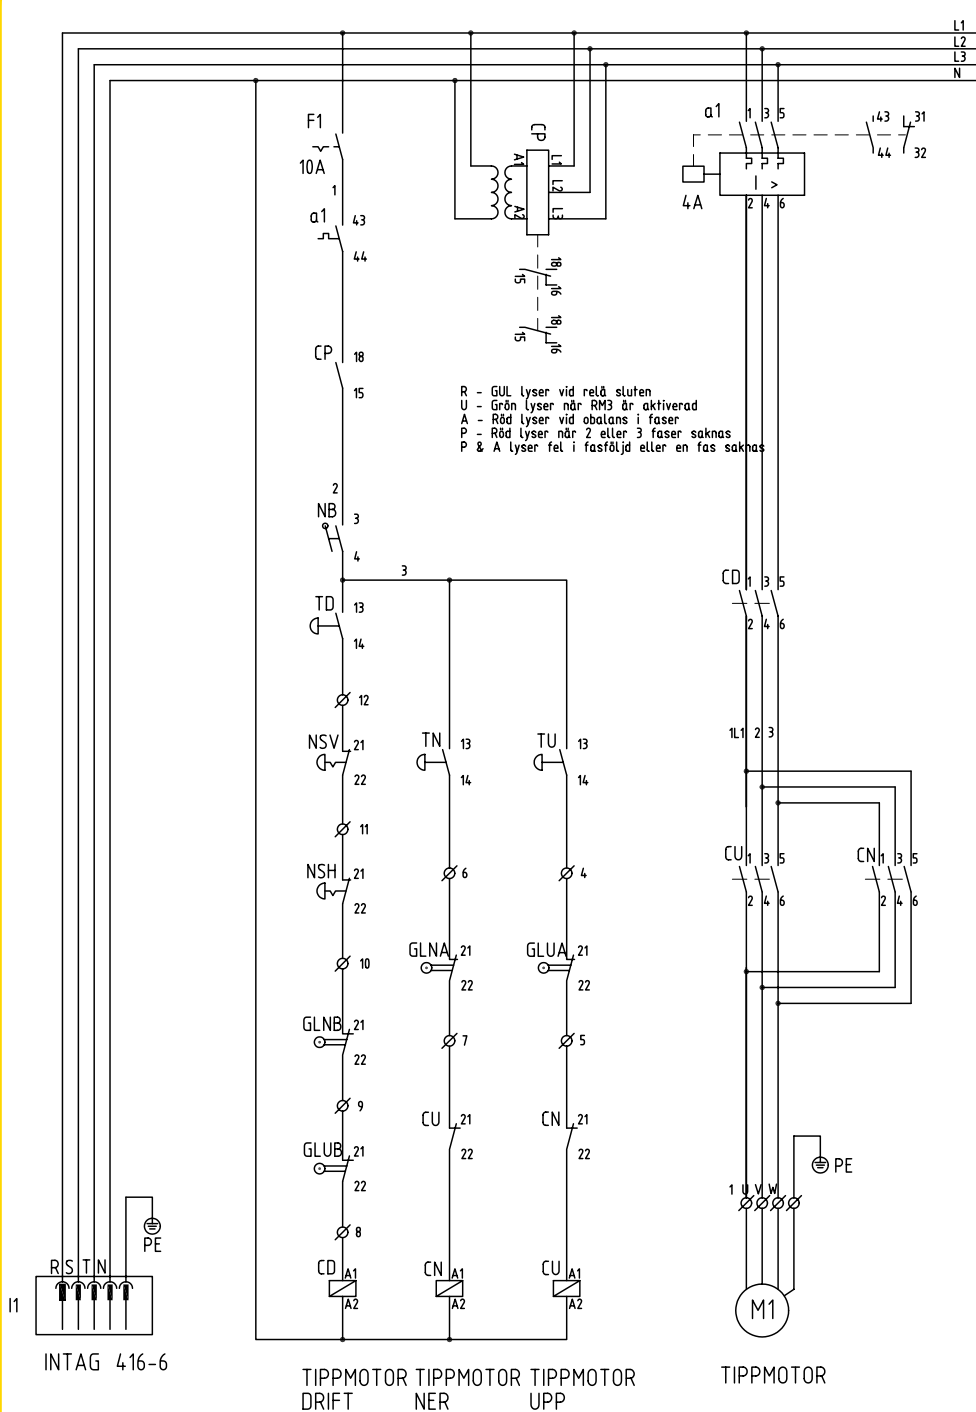 L1
L2
L3
N
F1
10A
1
a1
43
44
CP
18
15
2
NB
3
4
3
CP
A1
A2
L1
L2
L3
18
15
16
18
15
16
a1
1 3 5
43
44
31
32
I >
4A
2 4 6
R - GUL lyser vid relä sluten
U - Grön lyser när RM3 är aktiverad
A - Röd lyser vid obalans i faser
P - Röd lyser när 2 eller 3 faser saknas
P & A lyser fel i fasföljd eller en fas saknas
TD
13
14
12
NSV
21
22
11
NSH
21
22
10
GLNB
21
22
9
GLUB
21
22
8
CD
A1
A2
TN
13
14
6
GLNA
21
22
7
CU
21
22
CN
A1
A2
TU
13
14
4
GLUA
21
22
5
CN
21
22
CU
A1
A2
CD
1 3 5
2 4 6
1L1 2 3
CU
1 3 5
2 4 6
CN
1 3 5
2 4 6
PE
1 U V W
M1
PE
R S T N
I1
INTAG 416-6
TIPPMOTOR
DRIFT
TIPPMOTOR
NER
TIPPMOTOR
UPP
TIPPMOTOR